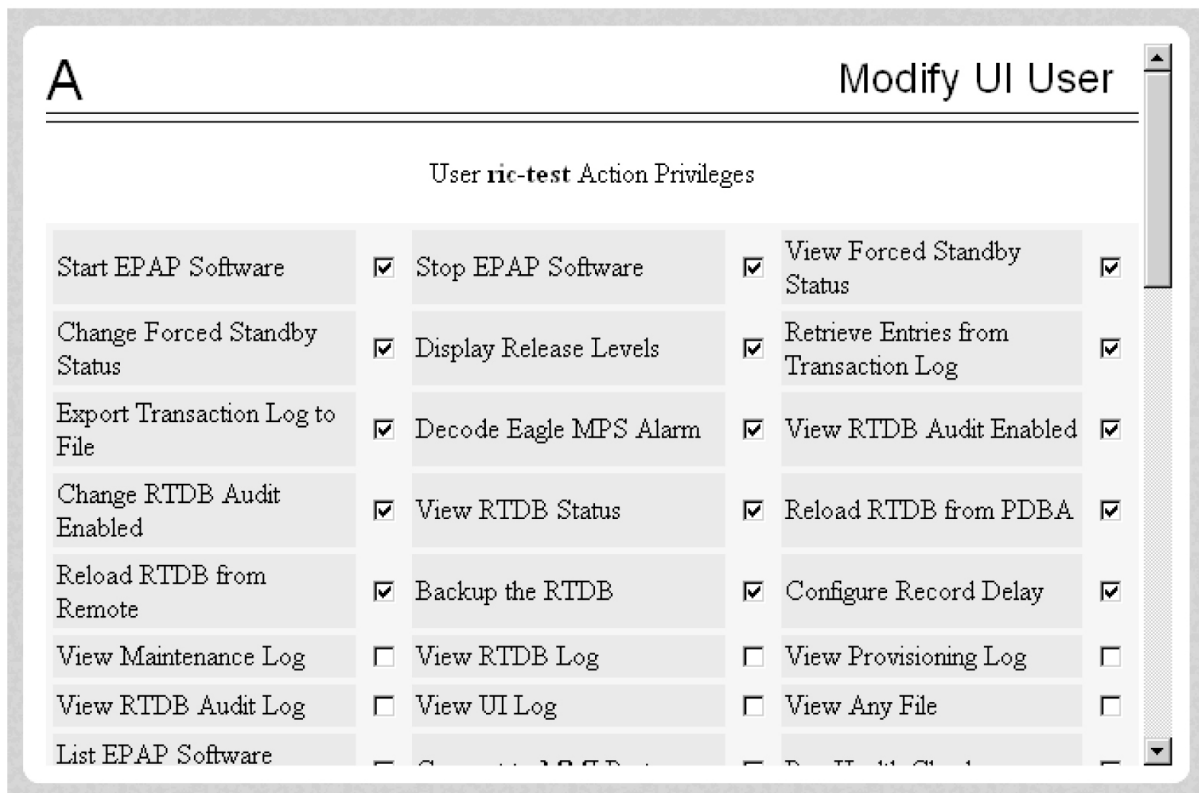 A
Modify UI User
User ric-test Action Privileges
Start EPAP Software
Stop EPAP Software
View Forced Standby
Status
Change Forced Standby
Status
Display Release Levels
Retrieve Entries from
Transaction Log
Export Transaction Log to
File
Decode Eagle MPS Alarm
View RTDB Audit Enabled
Change RTDB Audit
Enabled
View RTDB Status
Reload RTDB from PDBA
Reload RTDB from
Remote
Backup the RTDB
Configure Record Delay
View Maintenance Log
View RTDB Log
View Provisioning Log
View RTDB Audit Log
View UI Log
View Any File
List EPAP Software